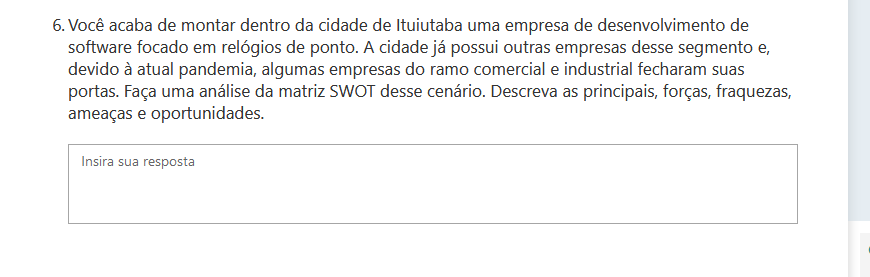 6. Você acaba de montar dentro da cidade de Ituiutaba uma empresa de desenvolvimento de
software focado em relógios de ponto. A cidade já possui outras empresas desse segmento e,
devido à atual pandemia, algumas empresas do ramo comercial e industrial fecharam suas
portas. Faça uma análise da matriz SWOT desse cenário. Descreva as principais, forças, fraquezas,
ameaças e oportunidades.
Insira sua resposta